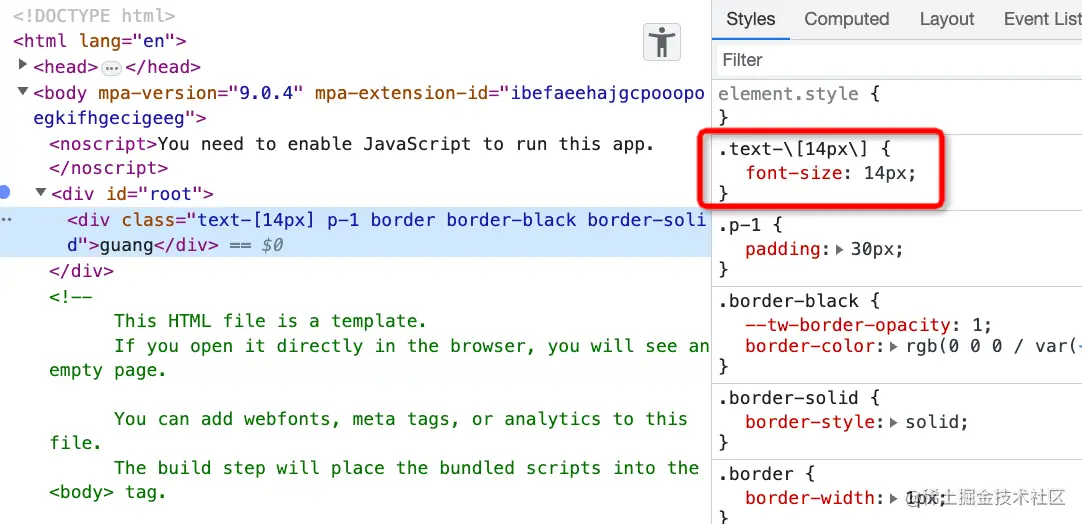 <!DOCTYPE html>
<html lang="en">
<head>…</head>
<body mpa-version="9.0.4" mpa-extension-id="ibefaeehajgcpooopo
egkifhgecigeeg">
<noscript>You need to enable JavaScript to run this app.
</noscript>
<div id="root">
<div class="text-[14px] p-1 border border-black border-soli
d">guang</div> == $0
</div>
<!--
This HTML file is a template.
If you open it directly in the browser, you will see an
empty page.
You can add webfonts, meta tags, or analytics to this
file.
The build step will place the bundled scripts into the
<body> tag.
Styles Computed Layout Event List
Filter
element.style {
}
.text-\[14px\] {
font-size: 14px;
}
.p-1 {
padding: 30px;
}
.border-black {
--tw-border-opacity: 1;
border-color: rgb(0 0 0 / var(-
}
.border-solid {
border-style: solid;
}
.border {
border-width: 1px;
}
@稀土掘金技术社区